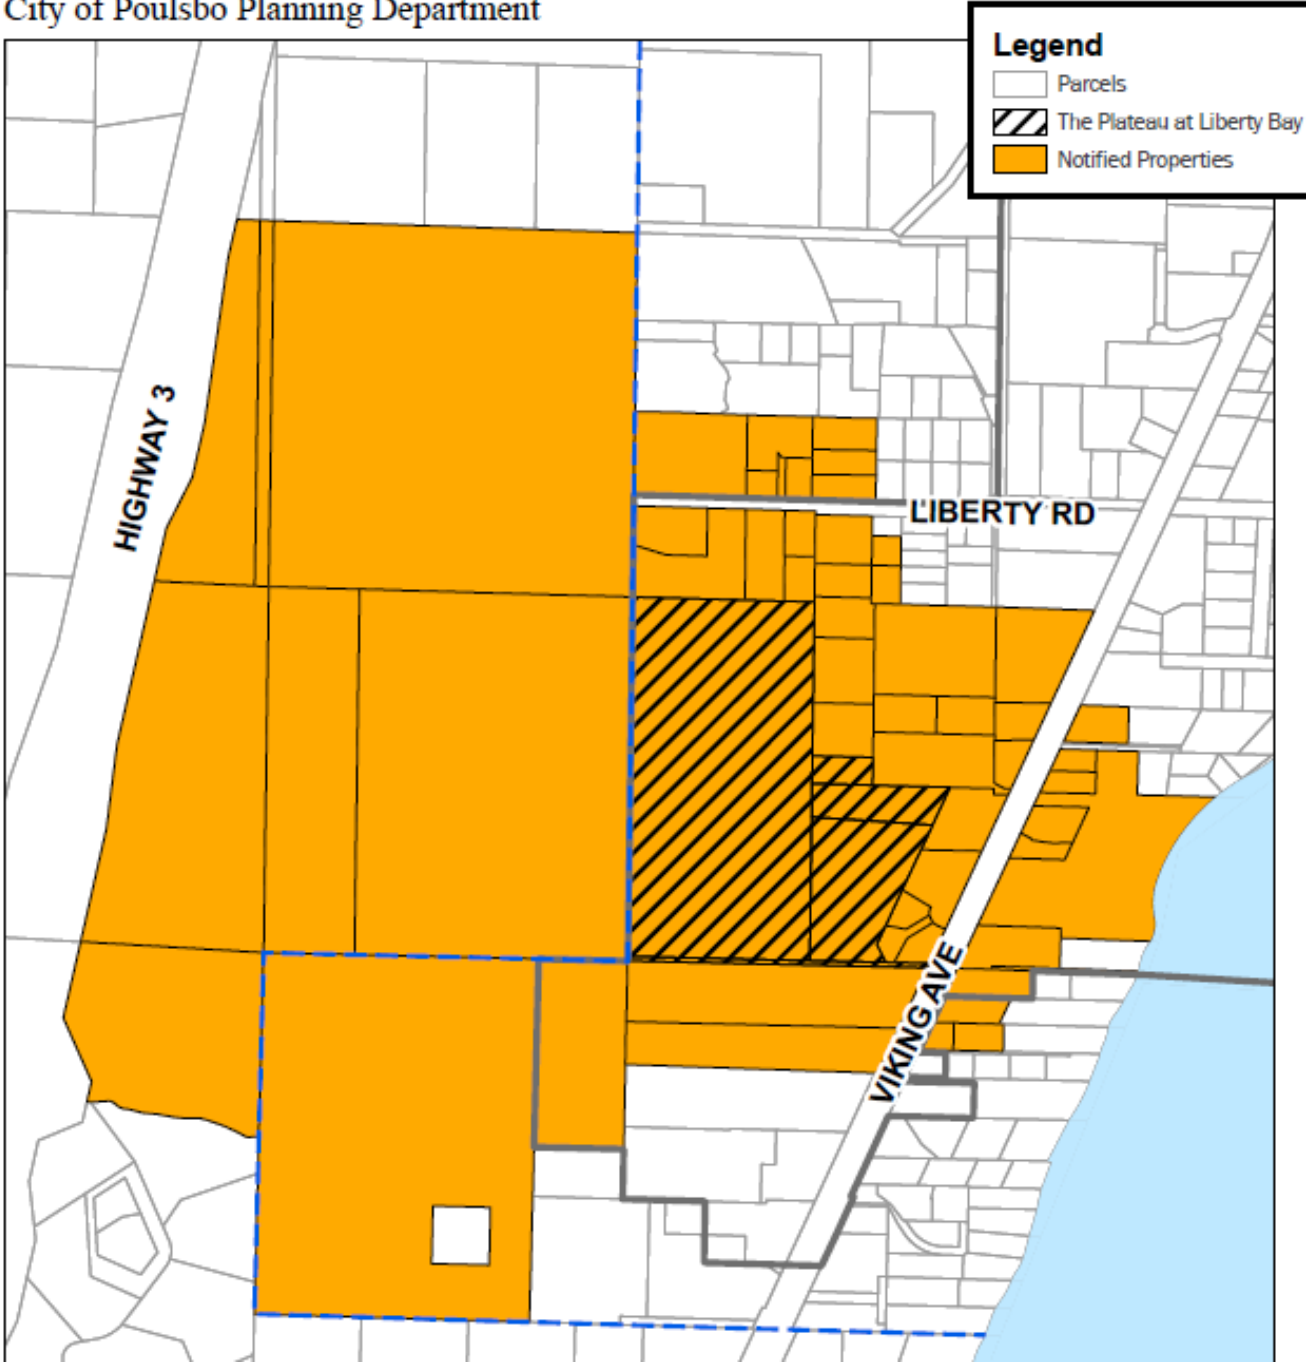 City of Poulsbo Planning Department
Legend
Parcels
The Plateau at Liberty Bay
Notified Properties
HIGHWAY 3
LIBERTY RD
VIKING AVE